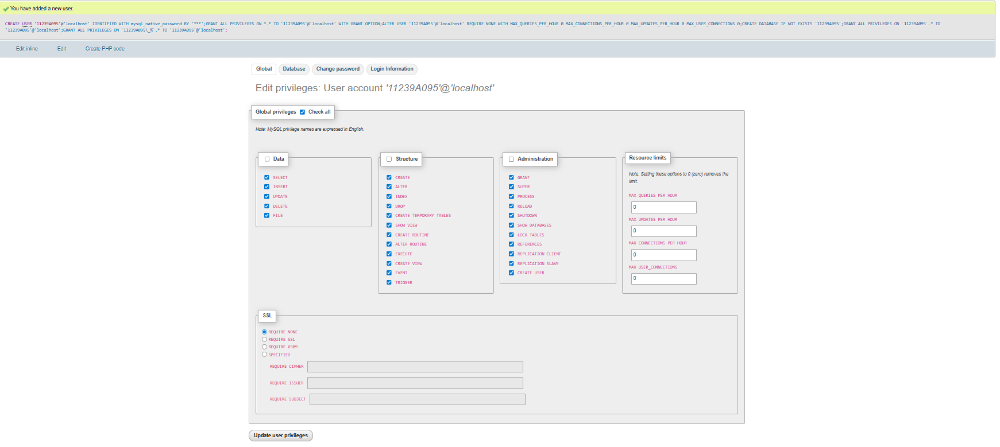 You have added a new user.
CREATE USER '11239A095'@'localhost' IDENTIFIED WITH mysql_native_password BY '***';GRANT ALL PRIVILEGES ON *.* TO '11239A095'@'localhost' WITH GRANT OPTION;ALTER USER '11239A095'@'localhost' REQUIRE NONE WITH MAX_QUERIES_PER_HOUR 0 MAX_CONNECTIONS_PER_HOUR 0 MAX_UPDATES_PER_HOUR 0 MAX_USER_CONNECTIONS 0;CREATE DATABASE IF NOT EXISTS `11239A095`;GRANT ALL PRIVILEGES ON `11239A095`.* TO
'11239A095'@'localhost';GRANT ALL PRIVILEGES ON `11239A095\_%`.* TO '11239A095'@'localhost';
Edit inline Edit Create PHP code
Global Database Change password Login Information
Edit privileges: User account '11239A095'@'localhost'
Global privileges Check all
Note: MySQL privilege names are expressed in English.
Data
SELECT
INSERT
UPDATE
DELETE
FILE
Structure
CREATE
ALTER
INDEX
DROP
CREATE TEMPORARY TABLES
SHOW VIEW
CREATE ROUTINE
ALTER ROUTINE
EXECUTE
CREATE VIEW
EVENT
TRIGGER
Administration
GRANT
SUPER
PROCESS
RELOAD
SHUTDOWN
SHOW DATABASES
LOCK TABLES
REFERENCES
REPLICATION CLIENT
REPLICATION SLAVE
CREATE USER
Resource limits
Note: Setting these options to 0 (zero) removes the
limit.
MAX QUERIES PER HOUR
0
MAX UPDATES PER HOUR
0
MAX CONNECTIONS PER HOUR
0
MAX USER_CONNECTIONS
0
SSL
REQUIRE NONE
REQUIRE SSL
REQUIRE X509
SPECIFIED
REQUIRE CIPHER
REQUIRE ISSUER
REQUIRE SUBJECT
Update user privileges